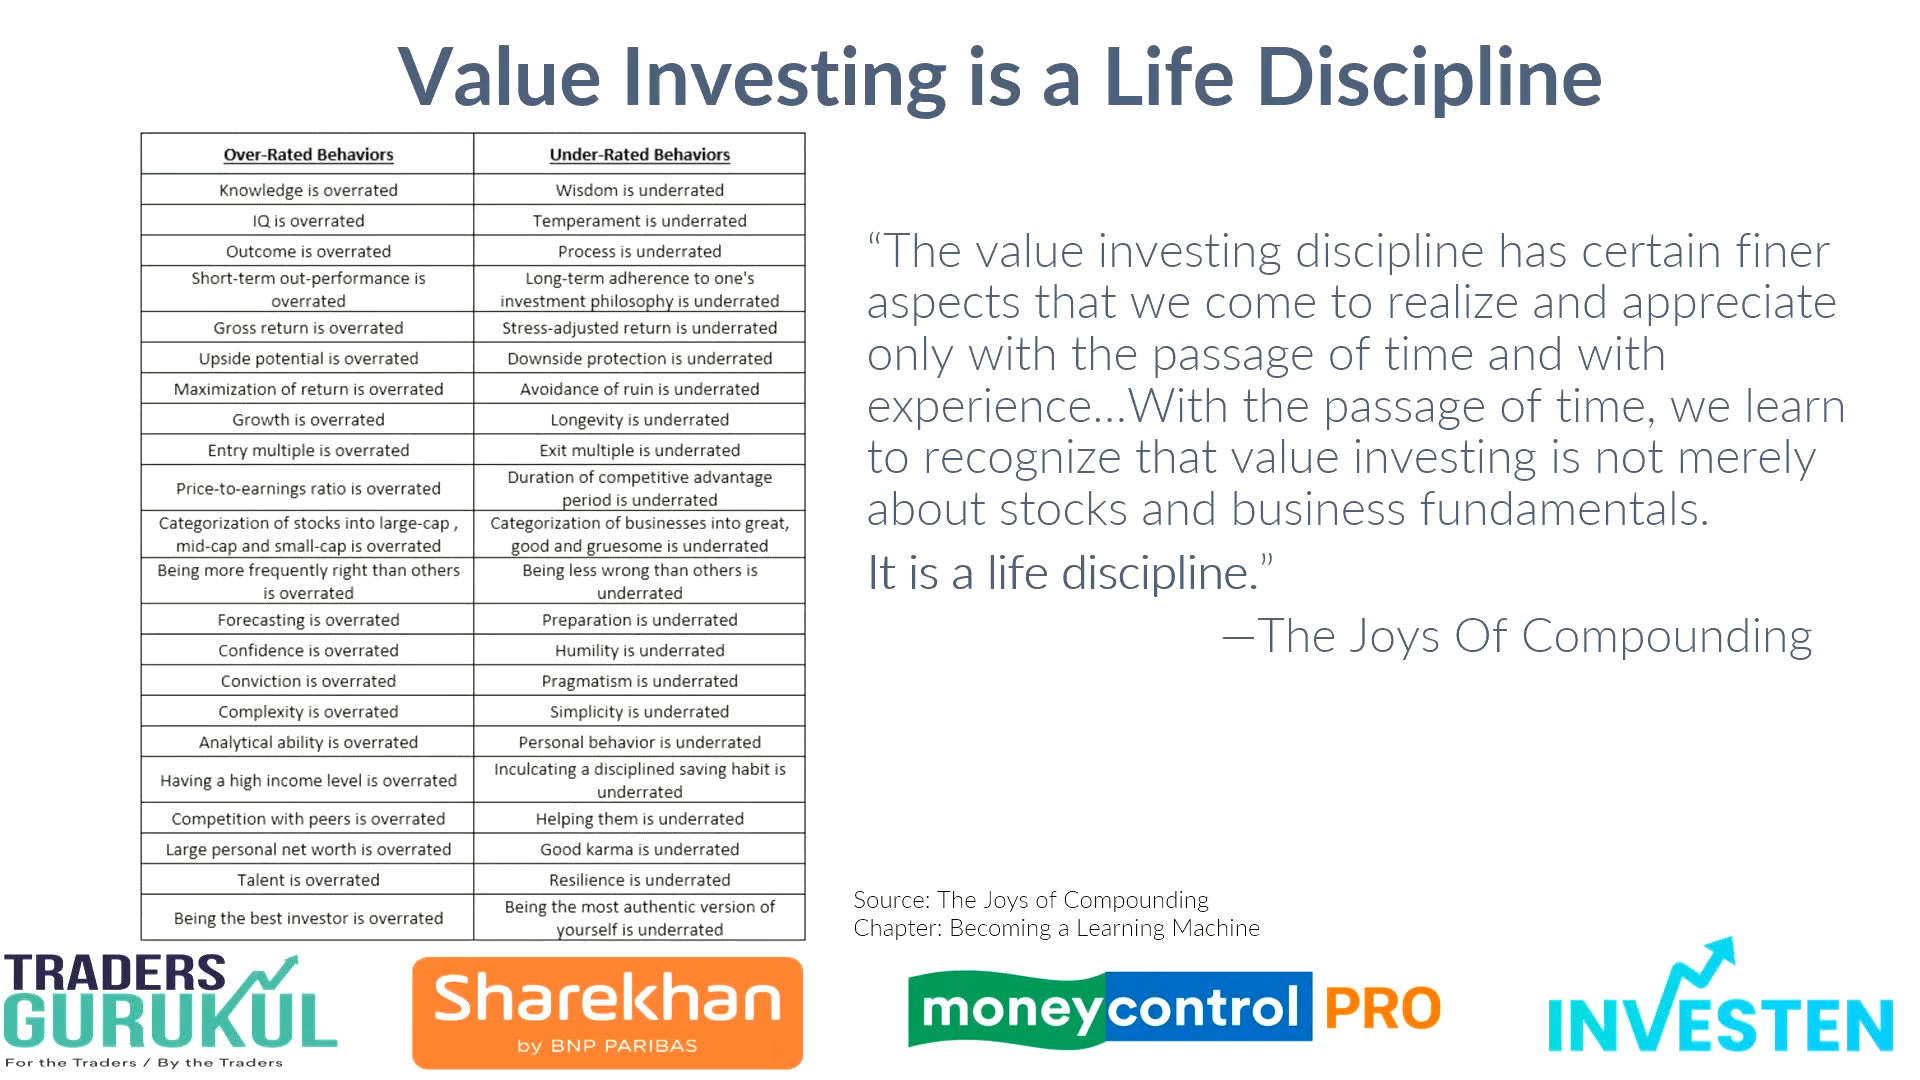 Value Investing is a Life Discipline
Over-Rated Behaviors
Under-Rated Behaviors
Knowledge is overrated
Wisdom is underrated
IQ is overrated
Temperament is underrated
Outcome is overrated
Process is underrated
Short-term out-performance is
overrated
Long-term adherence to one's
investment philosophy is underrated
Gross return is overrated
Stress-adjusted return is underrated
Upside potential is overrated
Downside protection is underrated
Maximization of return is overrated
Avoidance of ruin is underrated
Growth is overrated
Longevity is underrated
Entry multiple is overrated
Exit multiple is underrated
Price-to-earnings ratio is overrated
Duration of competitive advantage
period is underrated
Categorization of stocks into large-cap ,
mid-cap and small-cap is overrated
Categorization of businesses into great,
good and gruesome is underrated
Being more frequently right than others
is overrated
Being less wrong than others is
underrated
Forecasting is overrated
Preparation is underrated
Confidence is overrated
Humility is underrated
Conviction is overrated
Pragmatism is underrated
Complexity is overrated
Simplicity is underrated
Analytical ability is overrated
Personal behavior is underrated
Having a high income level is overrated
Inculcating a disciplined saving habit is
underrated
Competition with peers is overrated
Helping them is underrated
Large personal net worth is overrated
Good karma is underrated
Talent is overrated
Resilience is underrated
Being the best investor is overrated
Being the most authentic version of
yourself is underrated
“The value investing discipline has certain finer
aspects that we come to realize and appreciate
only with the passage of time and with
experience...With the passage of time, we learn
to recognize that value investing is not merely
about stocks and business fundamentals.
It is a life discipline.”
—The Joys Of Compounding
Source: The Joys of Compounding
Chapter: Becoming a Learning Machine
TRADERS
GURUKUL
For the Traders / By the Traders
Sharekhan
by BNP PARIBAS
moneycontrol PRO
INVESTEN